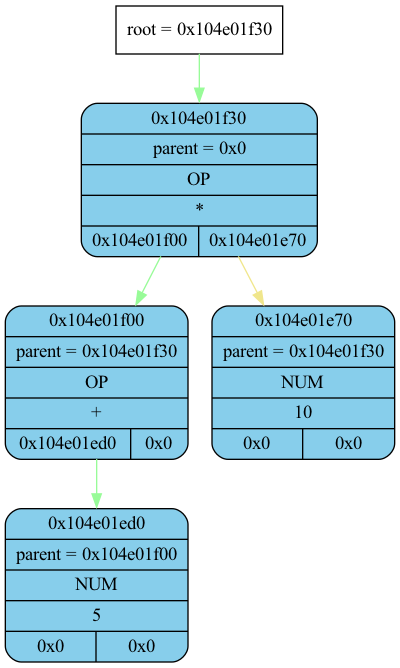 root = 0x104e01f30
0x104e01f30
parent = 0x0
OP
*
0x104e01f00 0x104e01e70
0x104e01f00
parent = 0x104e01f30
OP
+
0x104e01ed0 0x0
0x104e01e70
parent = 0x104e01f30
NUM
10
0x0 0x0
0x104e01ed0
parent = 0x104e01f00
NUM
5
0x0 0x0